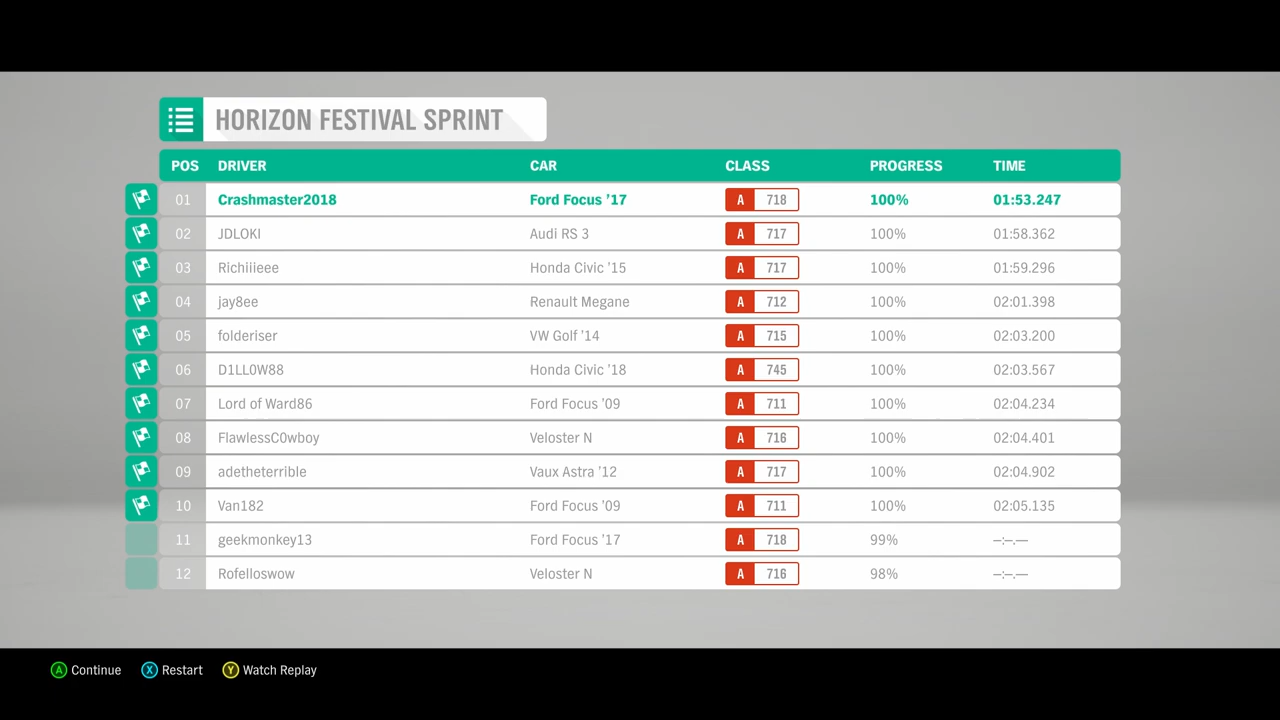 HORIZON FESTIVAL SPRINT
POS DRIVER CAR CLASS PROGRESS TIME
01 Crashmaster2018 Ford Focus '17 A 718 100% 01:53.247
02 JDLOKI Audi RS 3 A 717 100% 01:58.362
03 Richiiieee Honda Civic '15 A 717 100% 01:59.296
04 jay8ee Renault Megane A 712 100% 02:01.398
05 folderiser VW Golf '14 A 715 100% 02:03.200
06 D1LL0W88 Honda Civic '18 A 745 100% 02:03.567
07 Lord of Ward86 Ford Focus '09 A 711 100% 02:04.234
08 FlawlessC0wboy Veloster N A 716 100% 02:04.401
09 adetheterrible Vaux Astra '12 A 717 100% 02:04.902
10 Van182 Ford Focus '09 A 711 100% 02:05.135
11 geekmonkey13 Ford Focus '17 A 718 99% –:–.––
12 Rofelloswow Veloster N A 716 98% –:–.––
A Continue X Restart Y Watch Replay